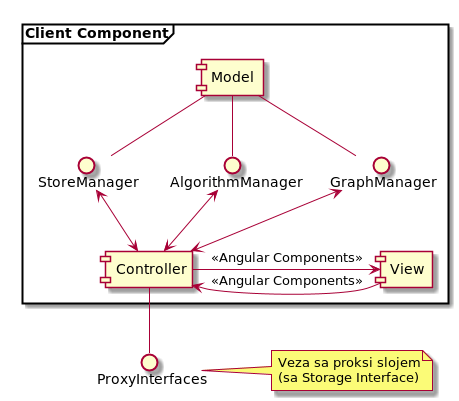 Client Component
Model
StoreManager
AlgorithmManager
GraphManager
«Angular Components»
Controller
View
«Angular Components»
ProxyInterfaces
Veza sa proksi slojem
(sa Storage Interface)